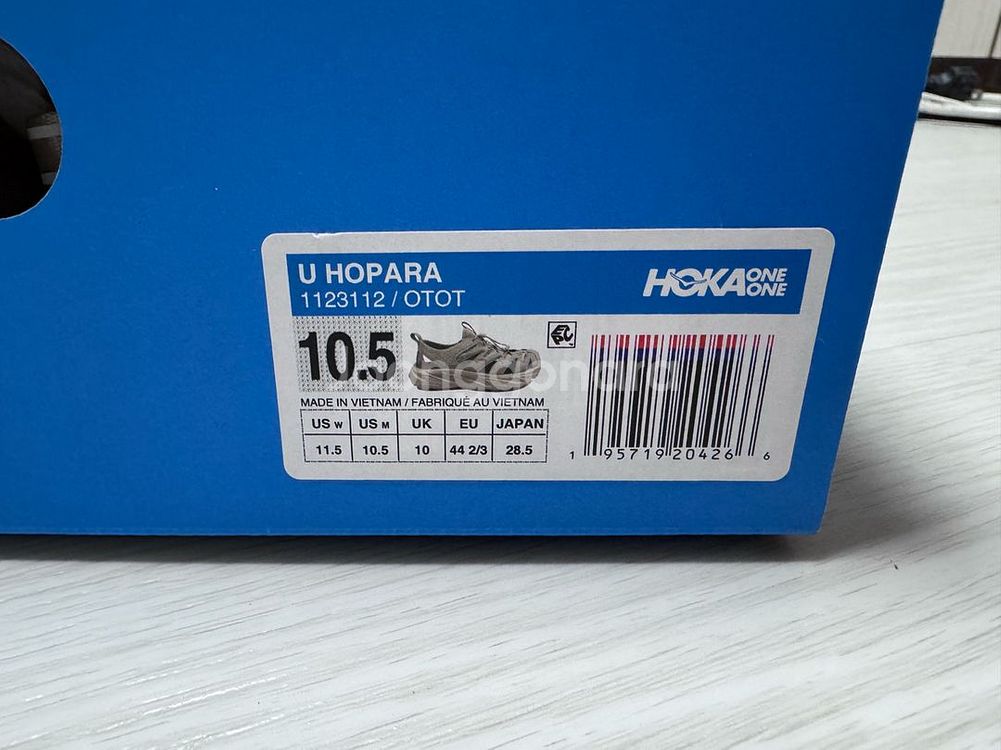 U HOPARA
1123112 / OTOT
HOKA ONE ONE
10.5
MADE IN VIETNAM / FABRIQUÉ AU VIETNAM
US W US M UK EU JAPAN
11.5 10.5 10 44 2/3 28.5
1 95719 20426 6